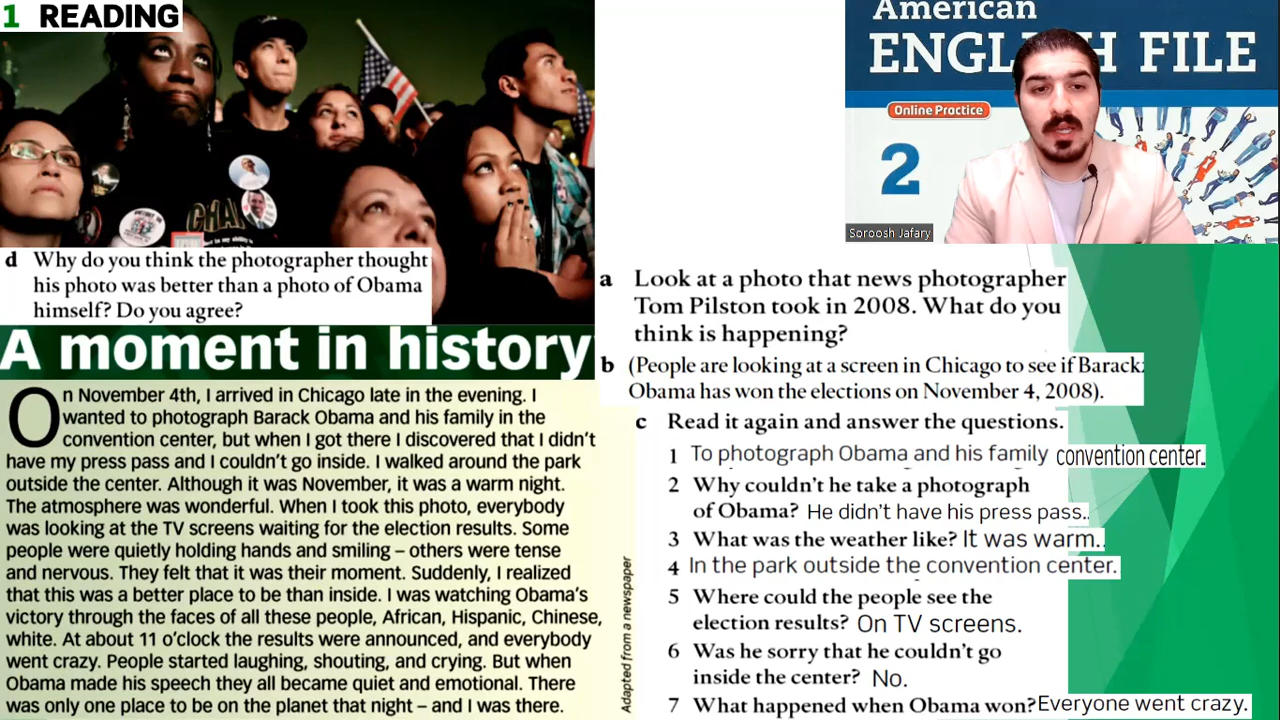 1 READING
d Why do you think the photographer thought
his photo was better than a photo of Obama
himself? Do you agree?
A moment in history
On November 4th, I arrived in Chicago late in the evening. I
wanted to photograph Barack Obama and his family in the
convention center, but when I got there I discovered that I didn't
have my press pass and I couldn't go inside. I walked around the park
outside the center. Although it was November, it was a warm night.
The atmosphere was wonderful. When I took this photo, everybody
was looking at the TV screens waiting for the election results. Some
people were quietly holding hands and smiling – others were tense
and nervous. They felt that it was their moment. Suddenly, I realized
that this was a better place to be than inside. I was watching Obama's
victory through the faces of all these people, African, Hispanic, Chinese,
white. At about 11 o'clock the results were announced, and everybody
went crazy. People started laughing, shouting, and crying. But when
Obama made his speech they all became quiet and emotional. There
was only one place to be on the planet that night – and I was there.
Adapted from a newspaper
American
ENGLISH FILE
Online Practice
2
Soroosh Jafary
a Look at a photo that news photographer
Tom Pilston took in 2008. What do you
think is happening?
b (People are looking at a screen in Chicago to see if Barack
Obama has won the elections on November 4, 2008).
c Read it again and answer the questions.
1 To photograph Obama and his family convention center..
2 Why couldn't he take a photograph
of Obama? He didn't have his press pass..
3 What was the weather like? It was warm..
4 In the park outside the convention center.
5 Where could the people see the
election results? On TV screens.
6 Was he sorry that he couldn't go
inside the center? No.
7 What happened when Obama won? Everyone went crazy.